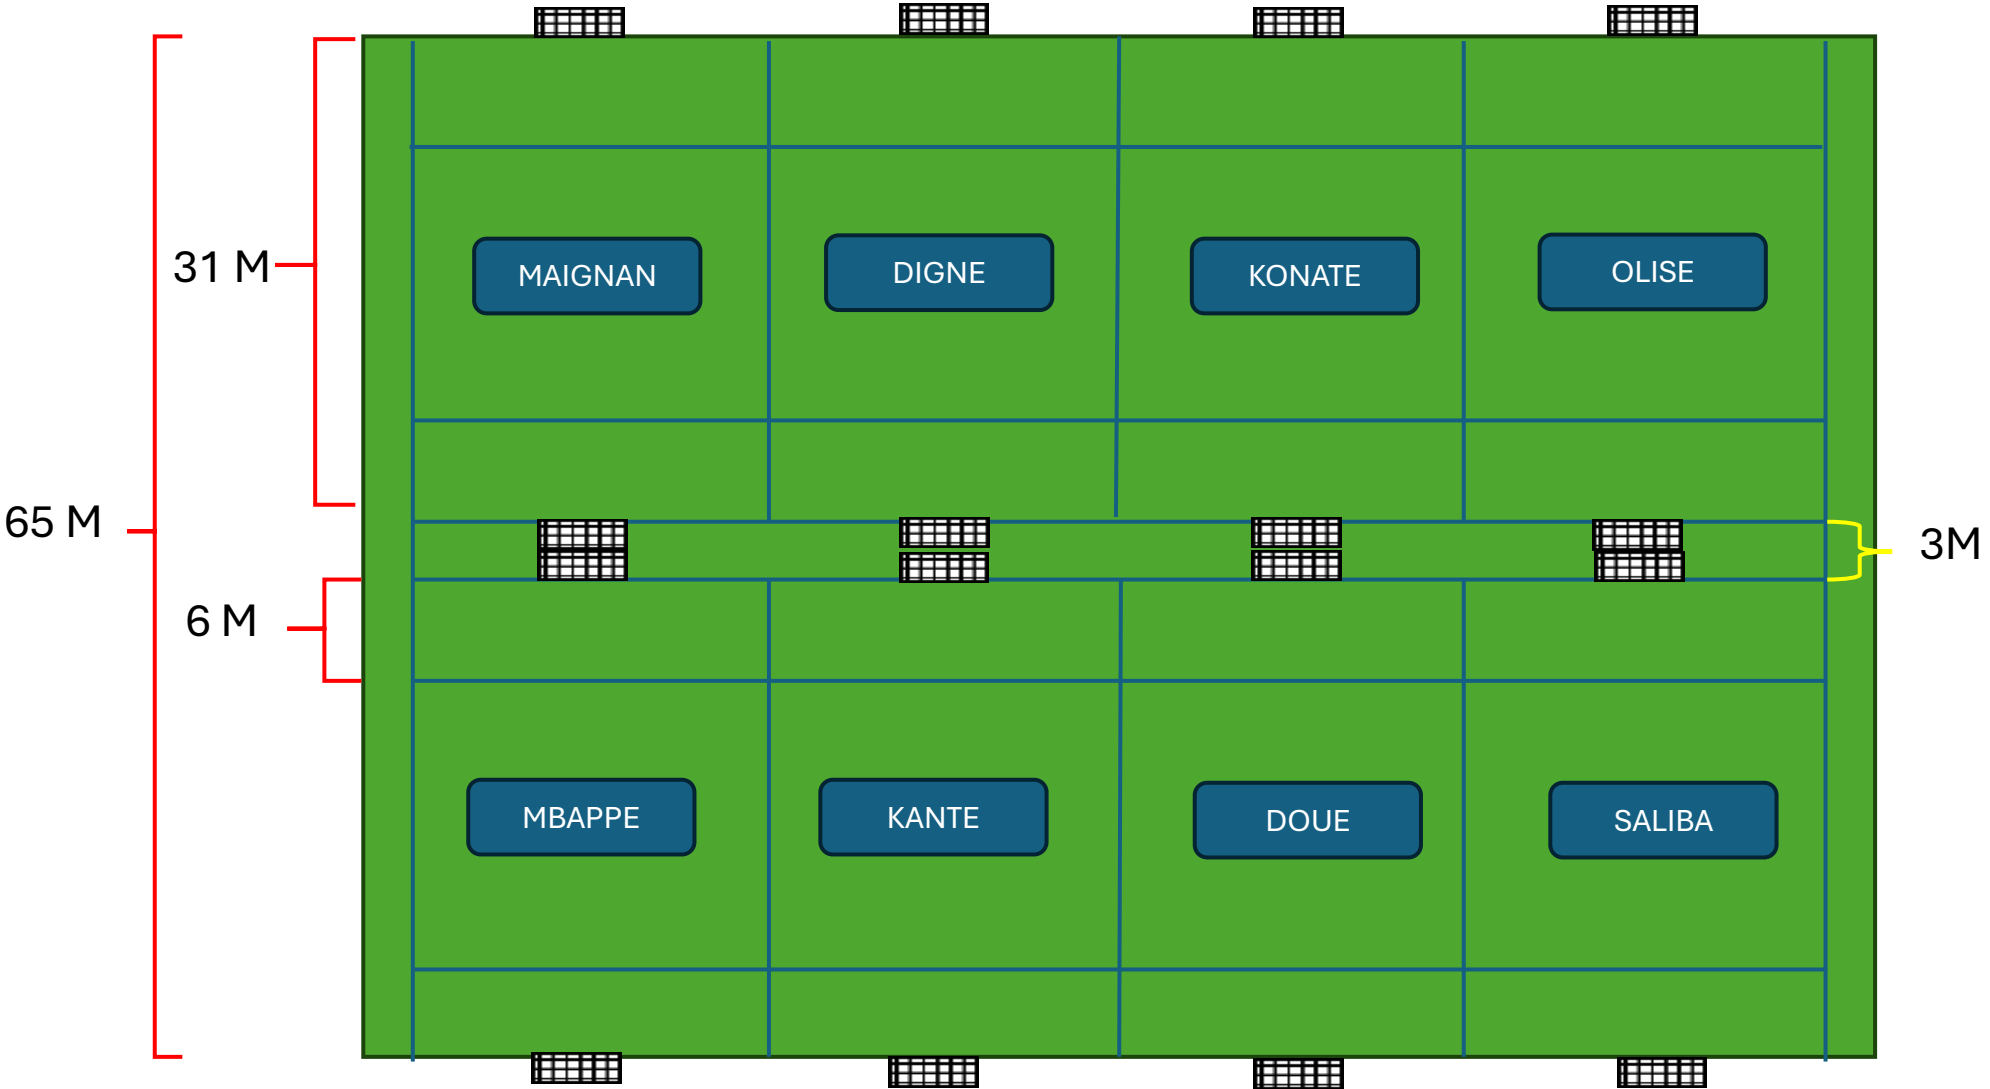 31 M
MAIGNAN
DIGNE
KONATE
OLISE
65 M
3M
6 M
MBAPPE
KANTE
DOUE
SALIBA